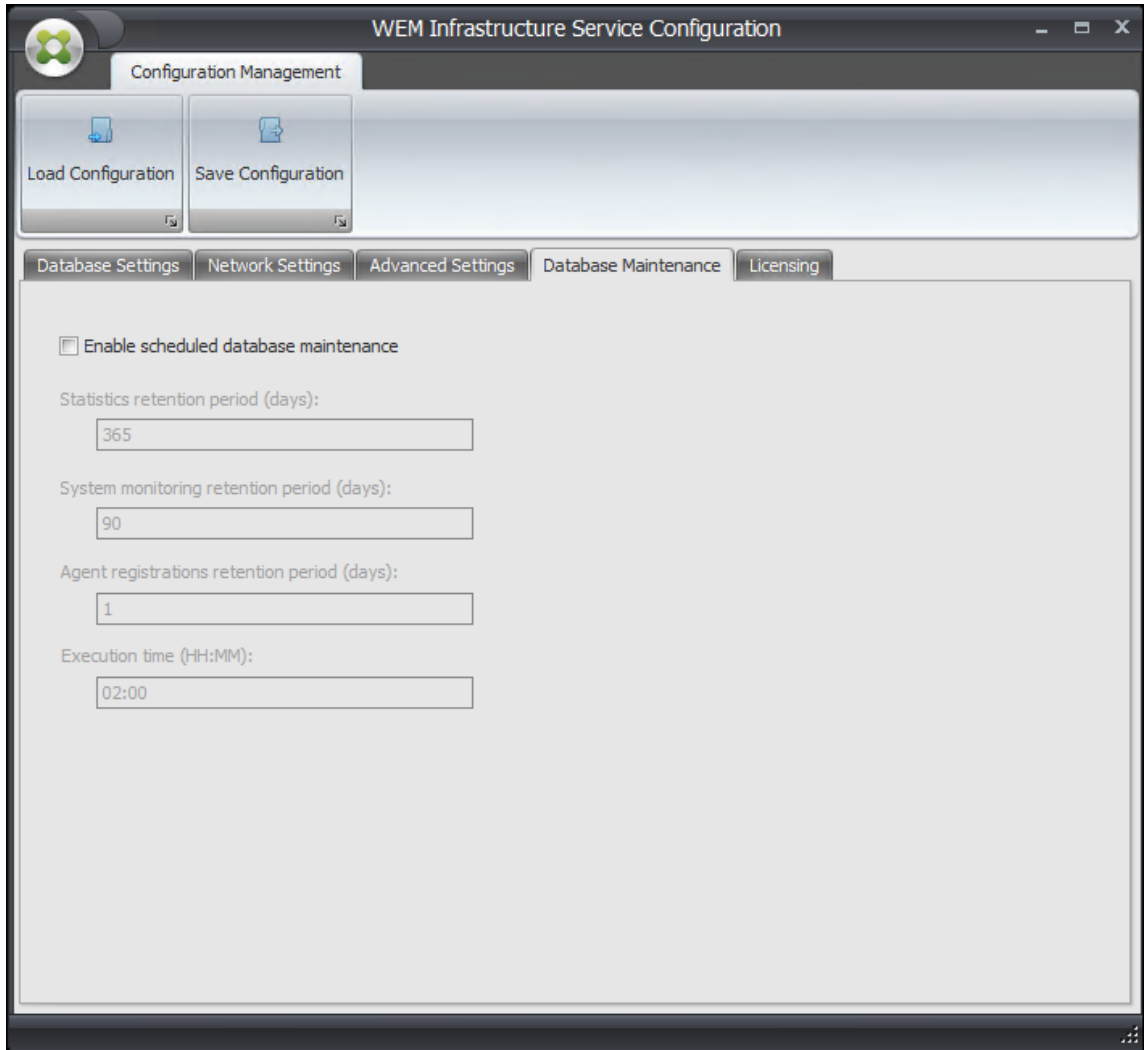 WEM Infrastructure Service Configuration
Configuration Management
Load Configuration
Save Configuration
Database Settings
Network Settings
Advanced Settings
Database Maintenance
Licensing
Enable scheduled database maintenance
Statistics retention period (days):
365
System monitoring retention period (days):
90
Agent registrations retention period (days):
1
Execution time (HH:MM):
02:00